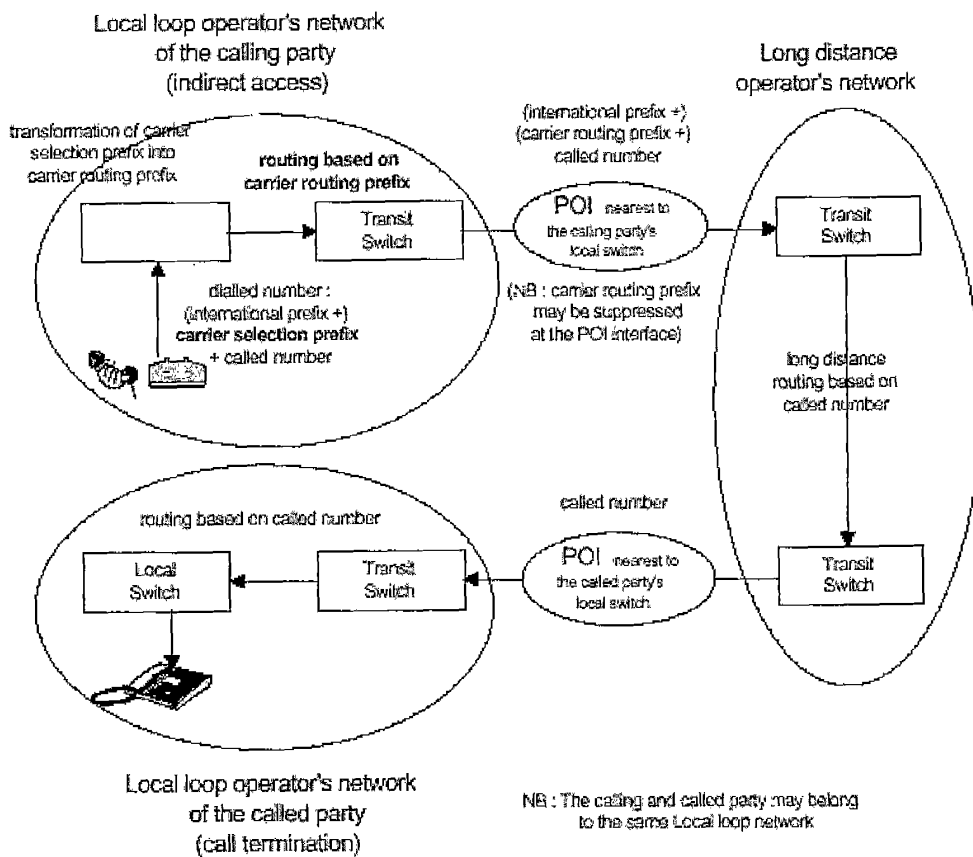 Local loop operator's network
of the calling party
(indirect access)
Long distance
operator's network
transformation of carrier
selection prefix into
carrier routing prefix
routing based on
carrier routing prefix
(international prefix +)
(carrier routing prefix +)
called number
Transit
Switch
POI nearest to
the calling party's
local switch
Transit
Switch
dialled number :
(international prefix +)
carrier selection prefix
+ called number
(NB : carrier routing prefix
may be suppressed
at the POI interface)
long distance
routing based on
called number
routing based on called number
called number
Local
Switch
Transit
Switch
POI nearest to
the called party's
local switch
Transit
Switch
Local loop operator's network
of the called party
(call termination)
NB : The calling and called party may belong
to the same Local loop network